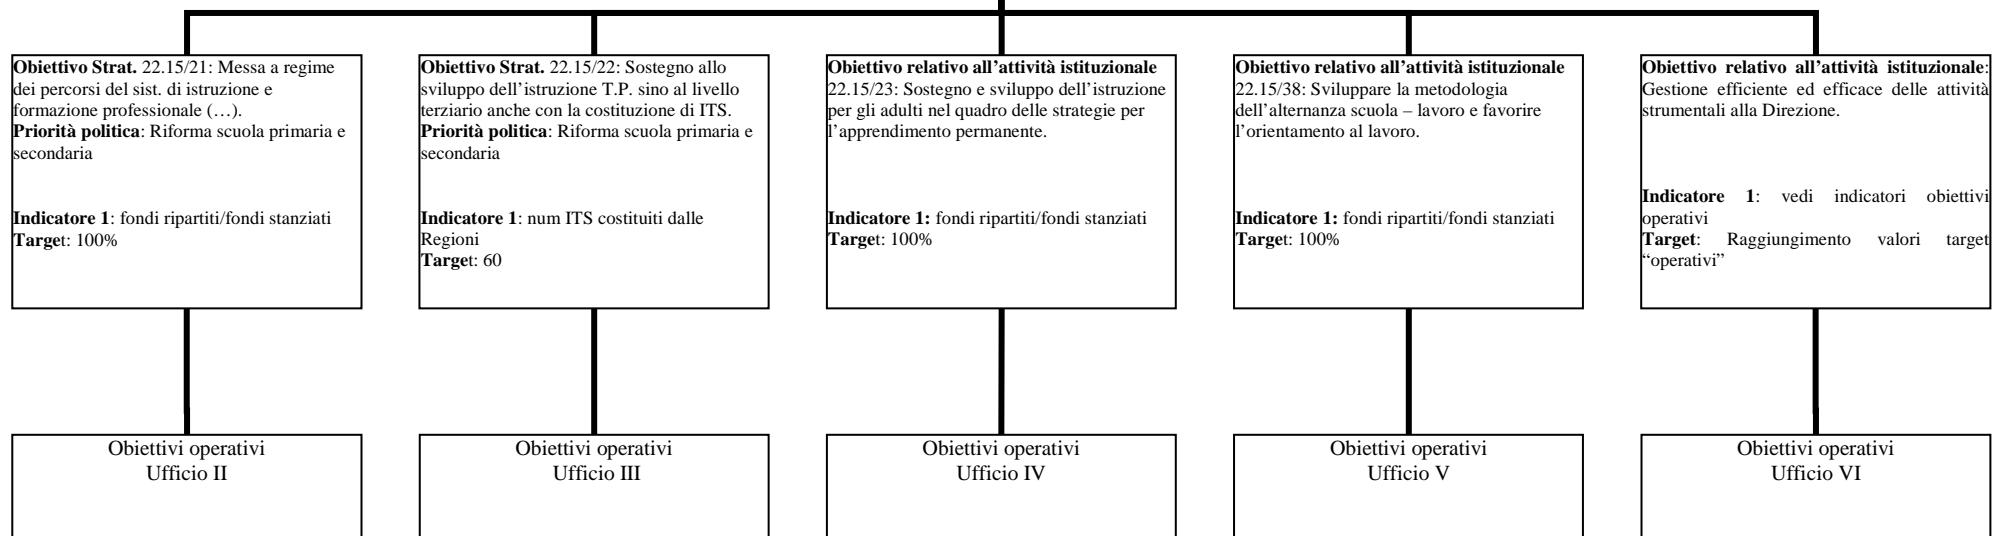 Obiettivo Strat. 22.15/21: Messa a regime
dei percorsi del sist. di istruzione e
formazione professionale (…).
Priorità politica: Riforma scuola primaria e
secondaria
Indicatore 1: fondi ripartiti/fondi stanziati
Target: 100%
Obiettivo Strat. 22.15/22: Sostegno allo
sviluppo dell’istruzione T.P. sino al livello
terziario anche con la costituzione di ITS.
Priorità politica: Riforma scuola primaria e
secondaria
Indicatore 1: num ITS costituiti dalle
Regioni
Target: 60
Obiettivo relativo all’attività istituzionale
22.15/23: Sostegno e sviluppo dell’istruzione
per gli adulti nel quadro delle strategie per
l’apprendimento permanente.
Indicatore 1: fondi ripartiti/fondi stanziati
Target: 100%
Obiettivo relativo all’attività istituzionale
22.15/38: Sviluppare la metodologia
dell’alternanza scuola – lavoro e favorire
l’orientamento al lavoro.
Indicatore 1: fondi ripartiti/fondi stanziati
Target: 100%
Obiettivo relativo all’attività istituzionale:
Gestione efficiente ed efficace delle attività
strumentali alla Direzione.
Indicatore 1: vedi indicatori obiettivi
operativi
Target: Raggiungimento valori target
“operativi”
Obiettivi operativi
Ufficio II
Obiettivi operativi
Ufficio III
Obiettivi operativi
Ufficio IV
Obiettivi operativi
Ufficio V
Obiettivi operativi
Ufficio VI